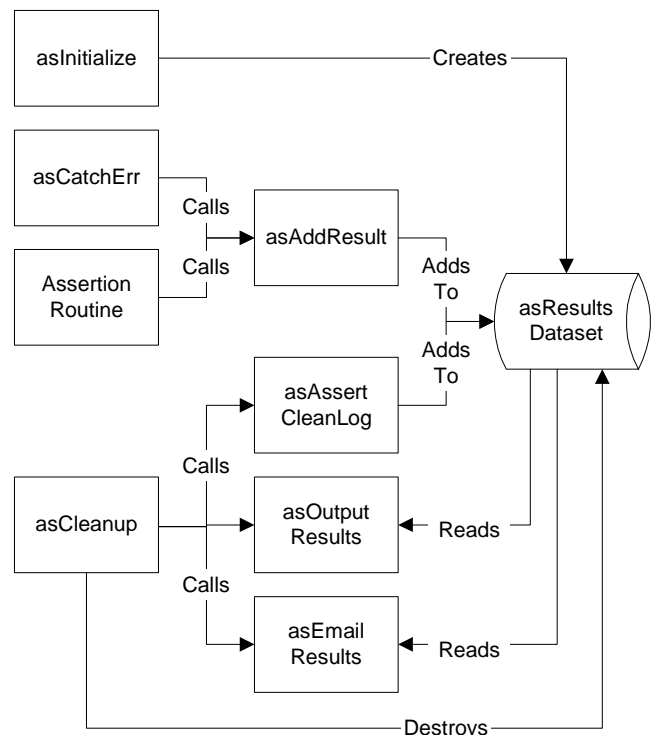 asInitialize
Creates
asCatchErr
Calls
asAddResult
Calls
Assertion
Routine
Adds
To
asResults
Dataset
Adds
To
asAssert
CleanLog
Calls
asCleanup
asOutput
Results
Reads
Calls
asEmail
Results
Reads
Destroys